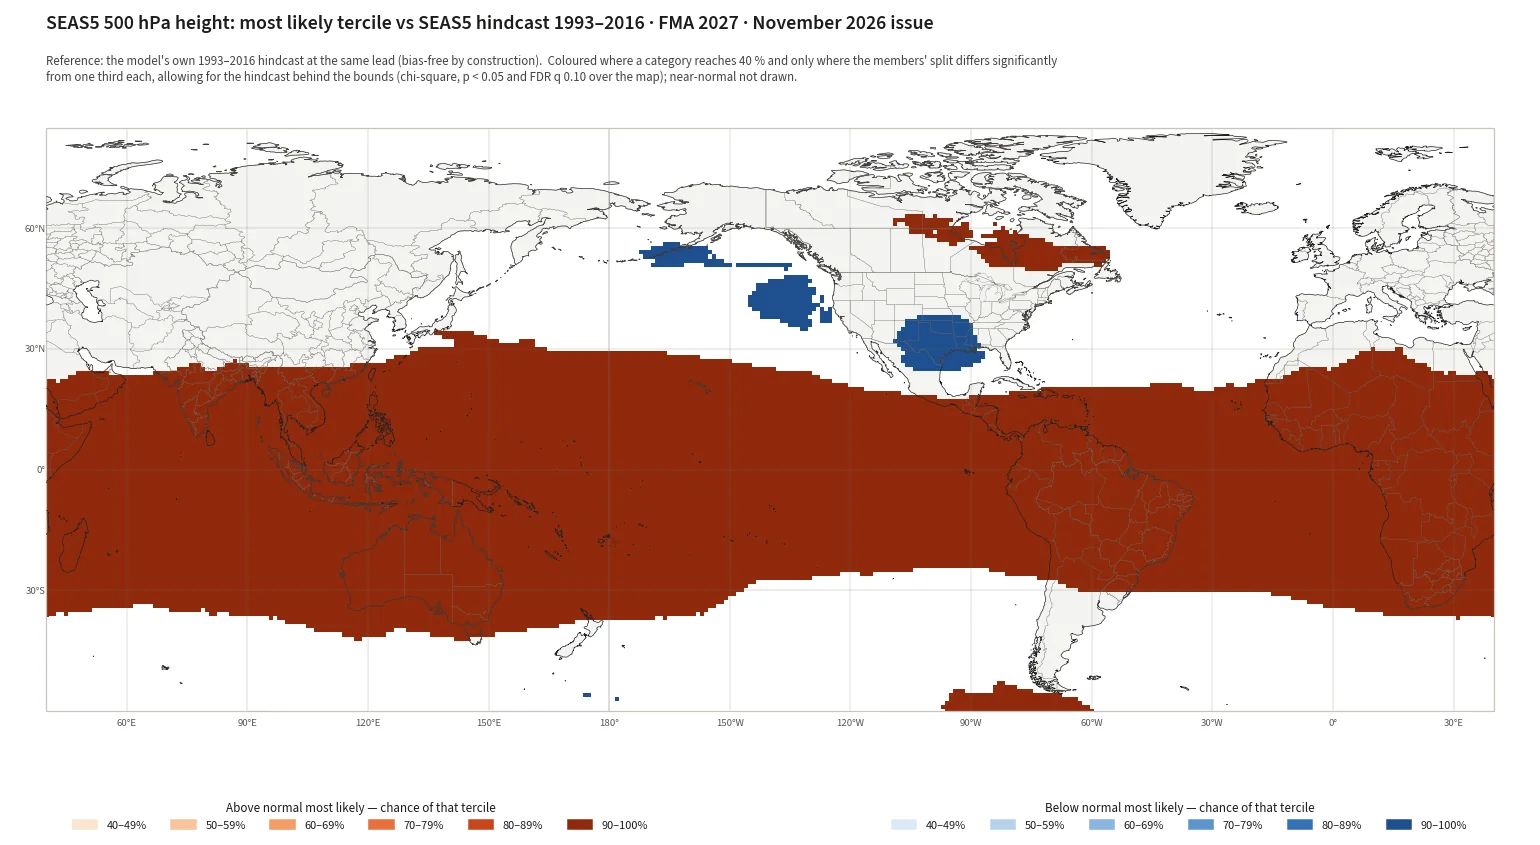 SEAS5 500 hPa height: most likely tercile vs SEAS5 hindcast 1993–2016 · FMA 2027 · November 2026 issue
Reference: the model's own 1993–2016 hindcast at the same lead (bias-free by construction).  Coloured where a category reaches 40 % and only where the members' split differs significantly
from one third each, allowing for the hindcast behind the bounds (chi-square, p < 0.05 and FDR q 0.10 over the map); near-normal not drawn.
60°N
30°N
0°
30°S
60°E 90°E 120°E 150°E 180° 150°W 120°W 90°W 60°W 30°W 0° 30°E
Above normal most likely — chance of that tercile
40–49% 50–59% 60–69% 70–79% 80–89% 90–100%
Below normal most likely — chance of that tercile
40–49% 50–59% 60–69% 70–79% 80–89% 90–100%